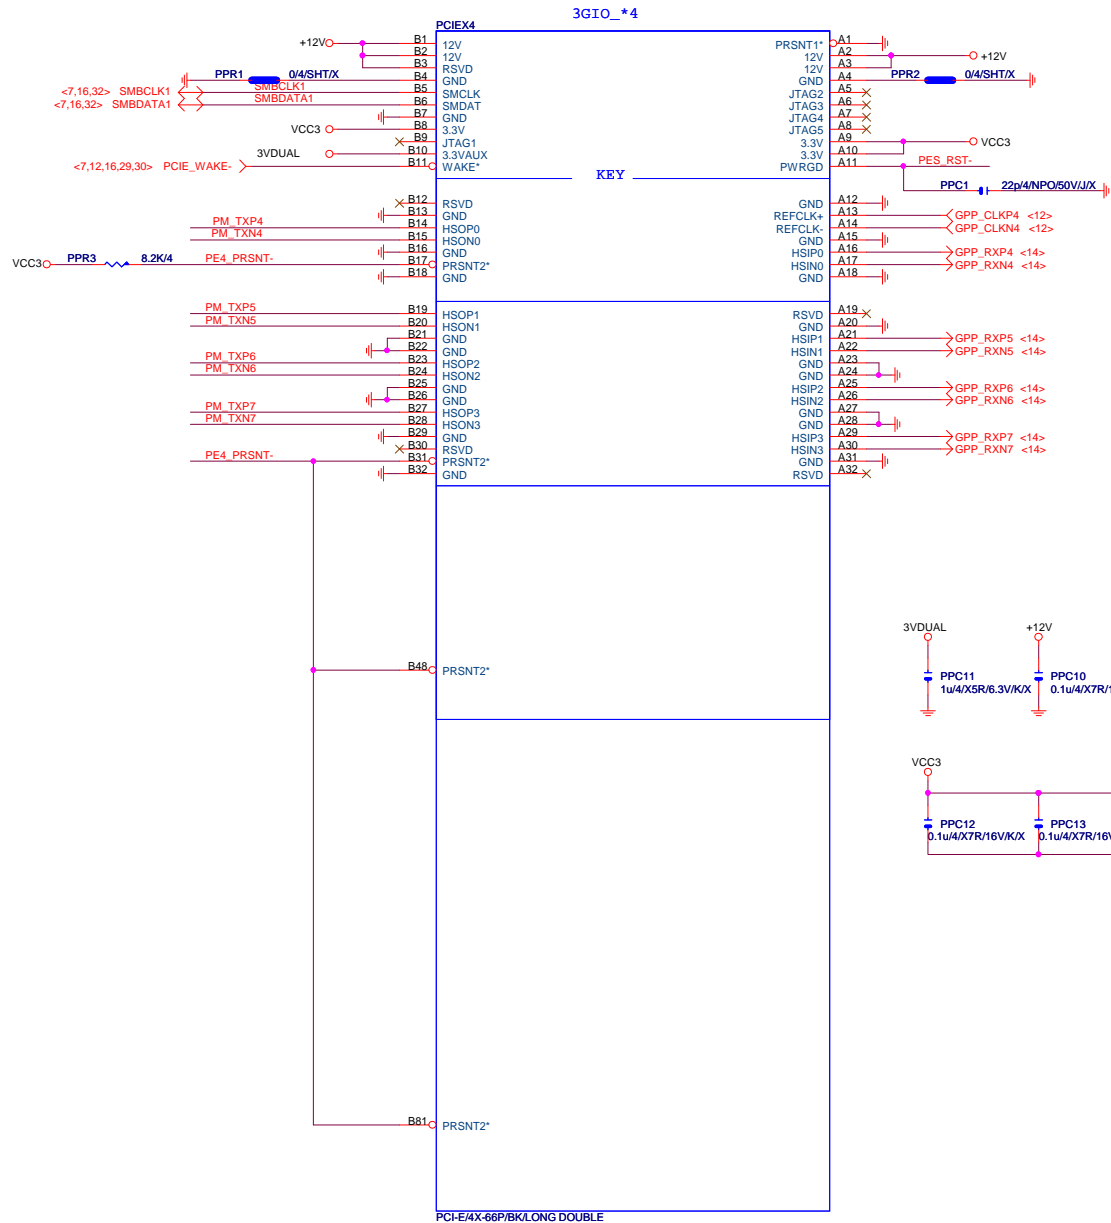 3GIO_*4
PCIEX4
+12V B1 12V PRSNT1* A1
B2 12V 12V A2 +12V
B3 RSVD 12V A3
PPR1 0/4/SHT/X B4 GND GND A4 PPR2 0/4/SHT/X
<7,16,32> SMBCLK1 SMBCLK1 B5 SMCLK JTAG2 A5
<7,16,32> SMBDATA1 SMBDATA1 B6 SMDAT JTAG3 A6
B7 GND JTAG4 A7
VCC3 B8 3.3V JTAG5 A8
B9 JTAG1 3.3V A9 VCC3
3VDUAL B10 3.3VAUX 3.3V A10
<7,12,16,29,30> PCIE_WAKE- B11 WAKE* PWRGD A11 PES_RST-
KEY
PPC1 22p/4/NPO/50V/J/X
B12 RSVD GND A12
B13 GND REFCLK+ A13 GPP_CLKP4 <12>
PM_TXP4 B14 HSOP0 REFCLK- A14 GPP_CLKN4 <12>
PM_TXN4 B15 HSON0 GND A15
B16 GND HSIP0 A16 GPP_RXP4 <14>
VCC3 PPR3 8.2K/4 PE4_PRSNT- B17 PRSNT2* HSIN0 A17 GPP_RXN4 <14>
B18 GND GND A18
PM_TXP5 B19 HSOP1 RSVD A19
PM_TXN5 B20 HSON1 GND A20
B21 GND HSIP1 A21 GPP_RXP5 <14>
B22 GND HSIN1 A22 GPP_RXN5 <14>
PM_TXP6 B23 HSOP2 GND A23
PM_TXN6 B24 HSON2 GND A24
B25 GND HSIP2 A25 GPP_RXP6 <14>
B26 GND HSIN2 A26 GPP_RXN6 <14>
PM_TXP7 B27 HSOP3 GND A27
PM_TXN7 B28 HSON3 GND A28
B29 GND HSIP3 A29 GPP_RXP7 <14>
B30 RSVD HSIN3 A30 GPP_RXN7 <14>
PE4_PRSNT- B31 PRSNT2* GND A31
B32 GND RSVD A32
3VDUAL +12V
B48 PRSNT2*
PPC11 PPC10
1u/4/X5R/6.3V/K/X 0.1u/4/X7R/1
VCC3
PPC12 PPC13
0.1u/4/X7R/16V/K/X 0.1u/4/X7R/16V
B81 PRSNT2*
PCI-E/4X-66P/BK/LONG DOUBLE